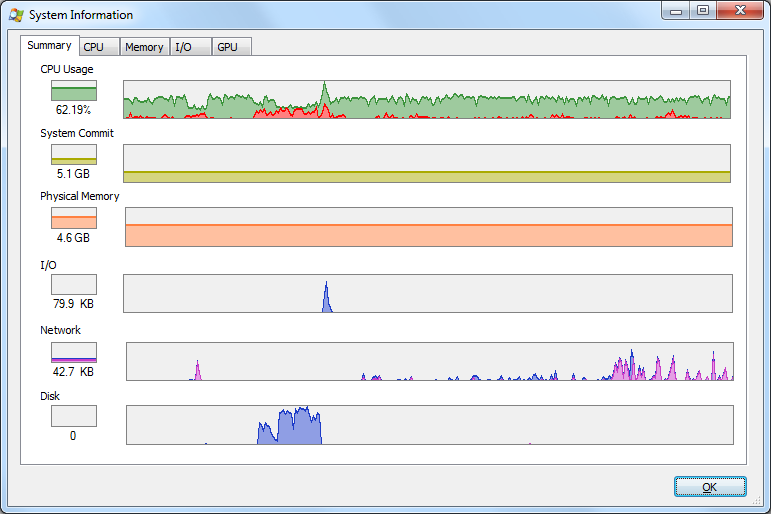 System Information
Summary CPU Memory I/O GPU
CPU Usage
62.19%
System Commit
5.1 GB
Physical Memory
4.6 GB
I/O
79.9 KB
Network
42.7 KB
Disk
0
OK